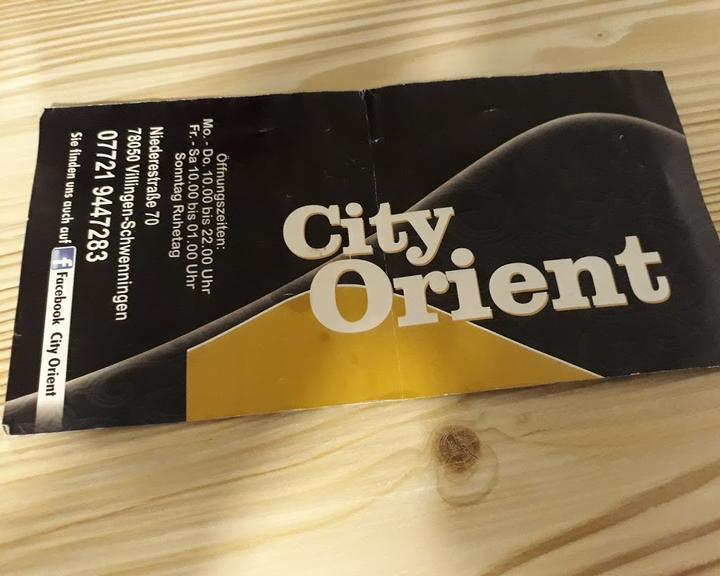 City
Orient
Öffnungszeiten:
Mo. - Do. 10.00 bis 22.00 Uhr
Fr. - Sa 10.00 bis 01.00 Uhr
Sonntag Ruhetag
Niederestraße 70
78050 Villingen-Schwenningen
07721 9447283
Sie finden uns auch auf f Facebook City Orient